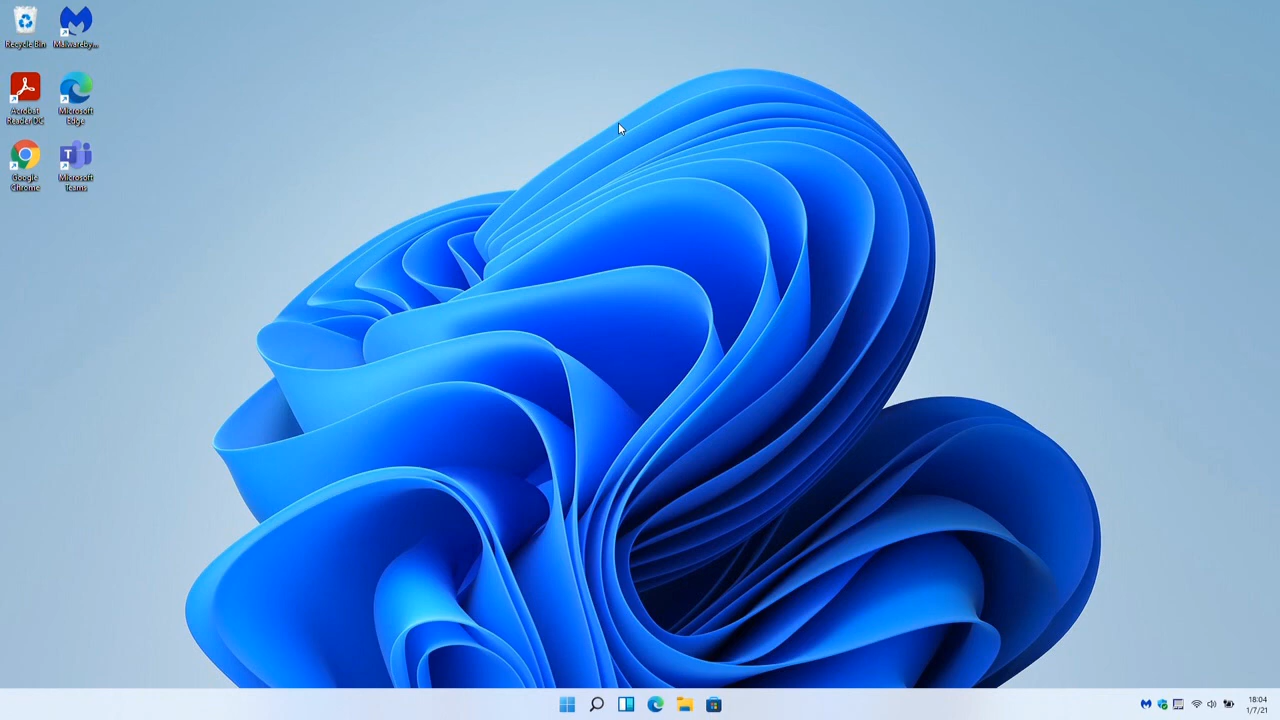 Recycle Bin
Malwareby...
Acrobat
Reader DC
Microsoft
Edge
Google
Chrome
Microsoft
Teams
18:04
1/7/21